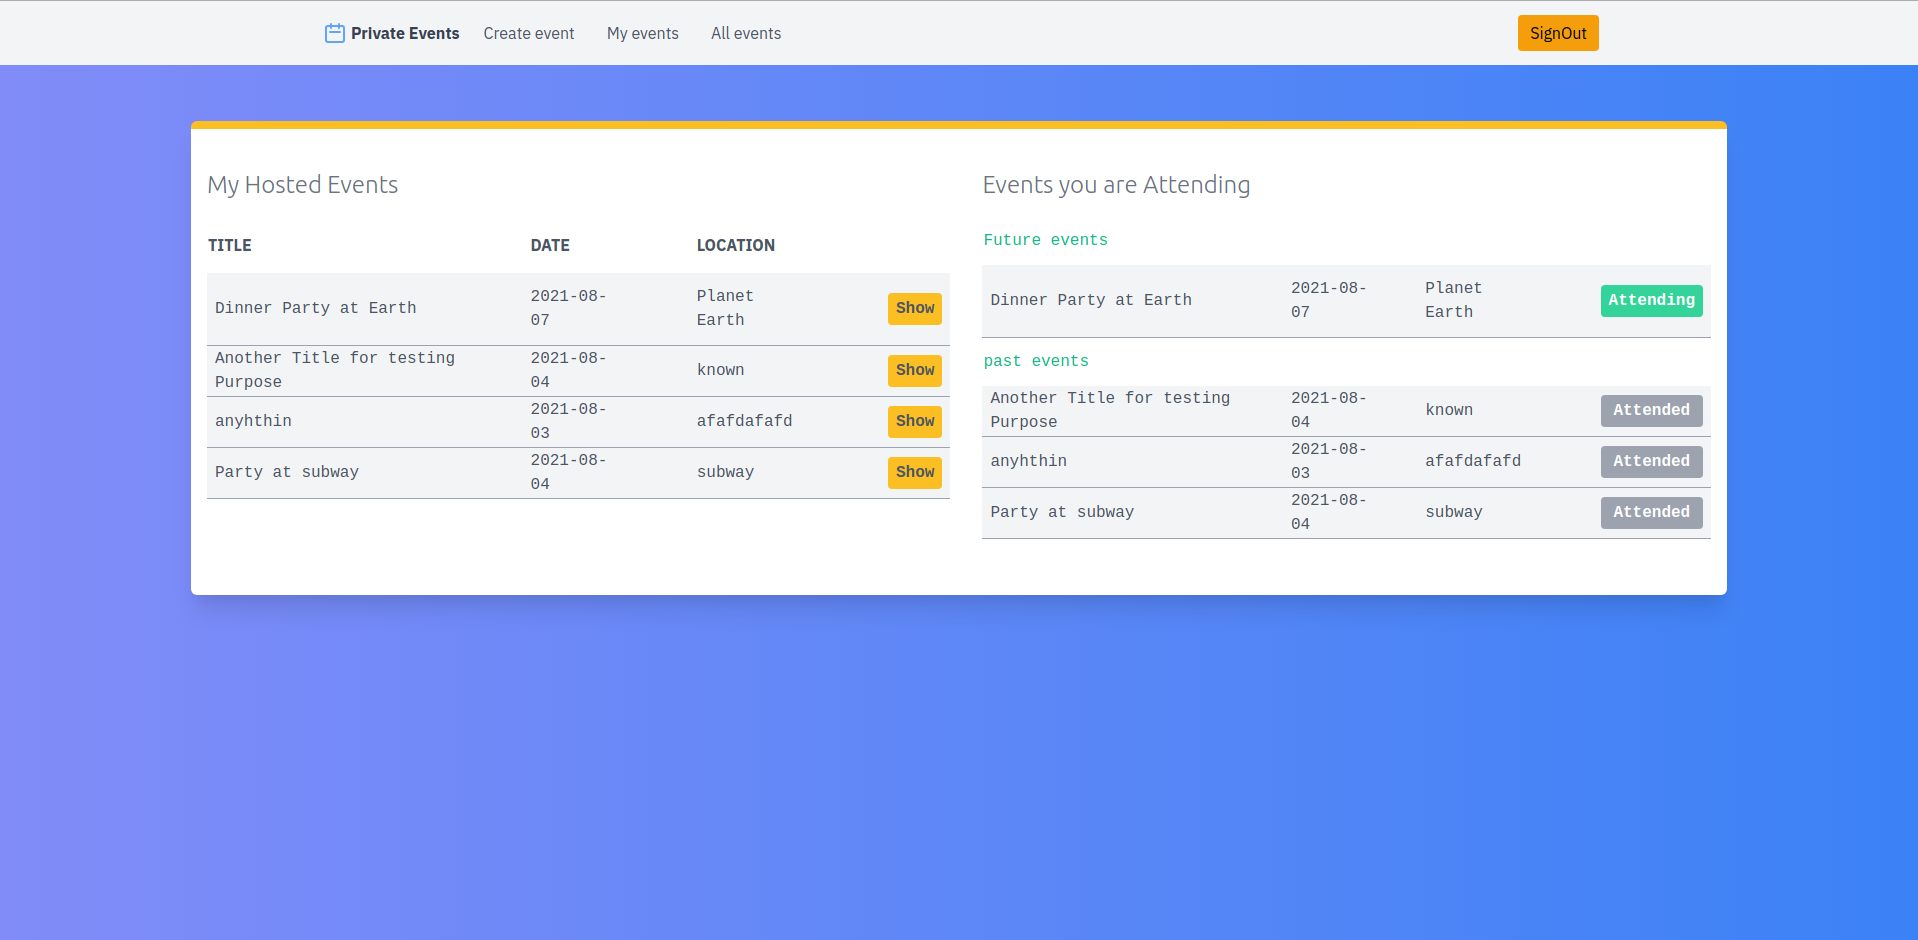 Private Events
Create event
My events
All events
SignOut
My Hosted Events
TITLE DATE LOCATION
Dinner Party at Earth
2021-08-
07
Planet
Earth
Show
Another Title for testing
Purpose
2021-08-
04
known
Show
anyhthin
2021-08-
03
afafdafafd
Show
Party at subway
2021-08-
04
subway
Show
Events you are Attending
Future events
Dinner Party at Earth
2021-08-
07
Planet
Earth
Attending
past events
Another Title for testing
Purpose
2021-08-
04
known
Attended
anyhthin
2021-08-
03
afafdafafd
Attended
Party at subway
2021-08-
04
subway
Attended